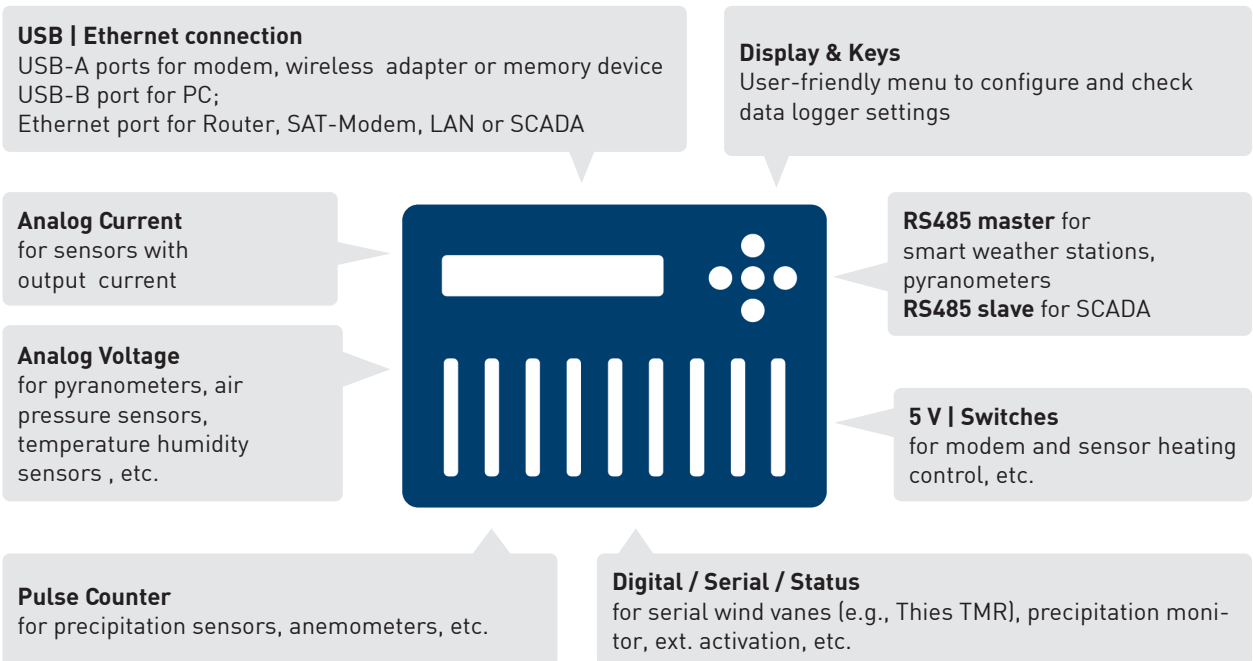 USB | Ethernet connection
USB-A ports for modem, wireless adapter or memory device
USB-B port for PC;
Ethernet port for Router, SAT-Modem, LAN or SCADA
Display & Keys
User-friendly menu to configure and check
data logger settings
Analog Current
for sensors with
output current
RS485 master for
smart weather stations,
pyranometers
RS485 slave for SCADA
Analog Voltage
for pyranometers, air
pressure sensors,
temperature humidity
sensors , etc.
5 V | Switches
for modem and sensor heating
control, etc.
Pulse Counter
for precipitation sensors, anemometers, etc.
Digital / Serial / Status
for serial wind vanes (e.g., Thies TMR), precipitation moni-
tor, ext. activation, etc.